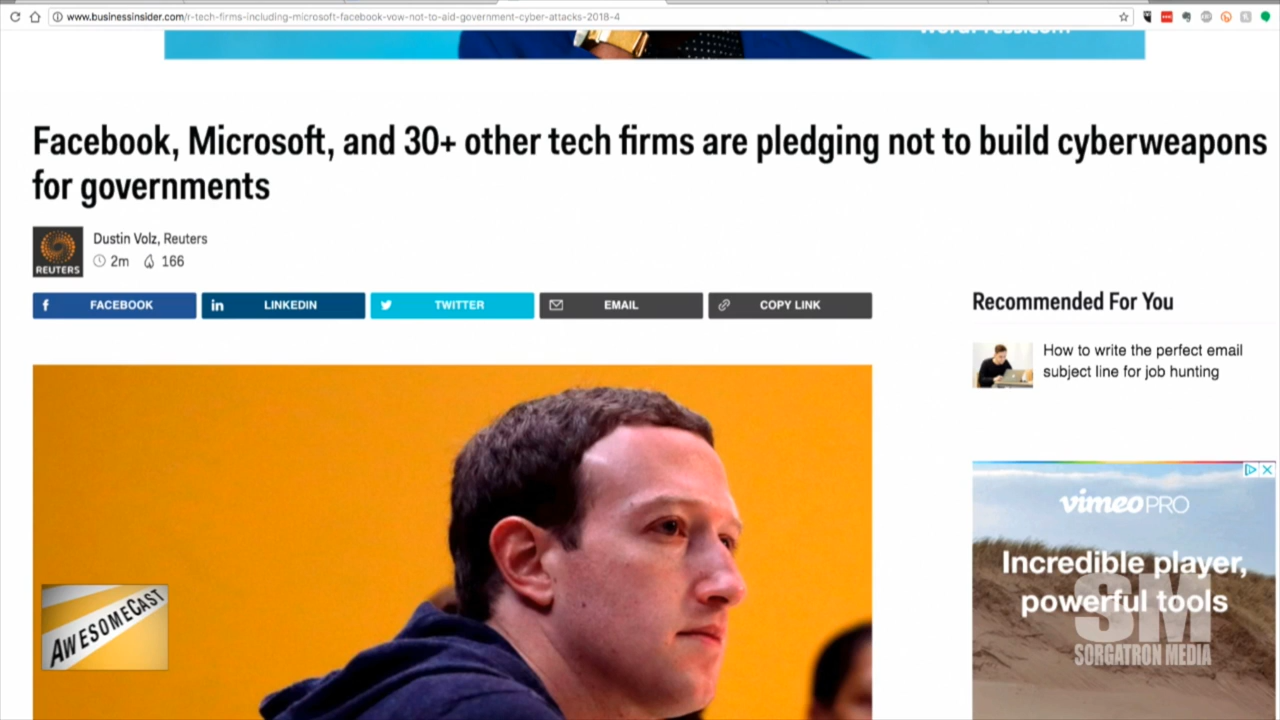 www.businessinsider.com/r-tech-firms-including-microsoft-facebook-vow-not-to-aid-government-cyber-attacks-2018-4
Facebook, Microsoft, and 30+ other tech firms are pledging not to build cyberweapons
for governments
REUTERS
Dustin Volz, Reuters
2m 166
FACEBOOK
LINKEDIN
TWITTER
EMAIL
COPY LINK
Recommended For You
How to write the perfect email
subject line for job hunting
vimeoPRO
Incredible player,
powerful tools
AWESOMECAST
SM
SORGATRON MEDIA